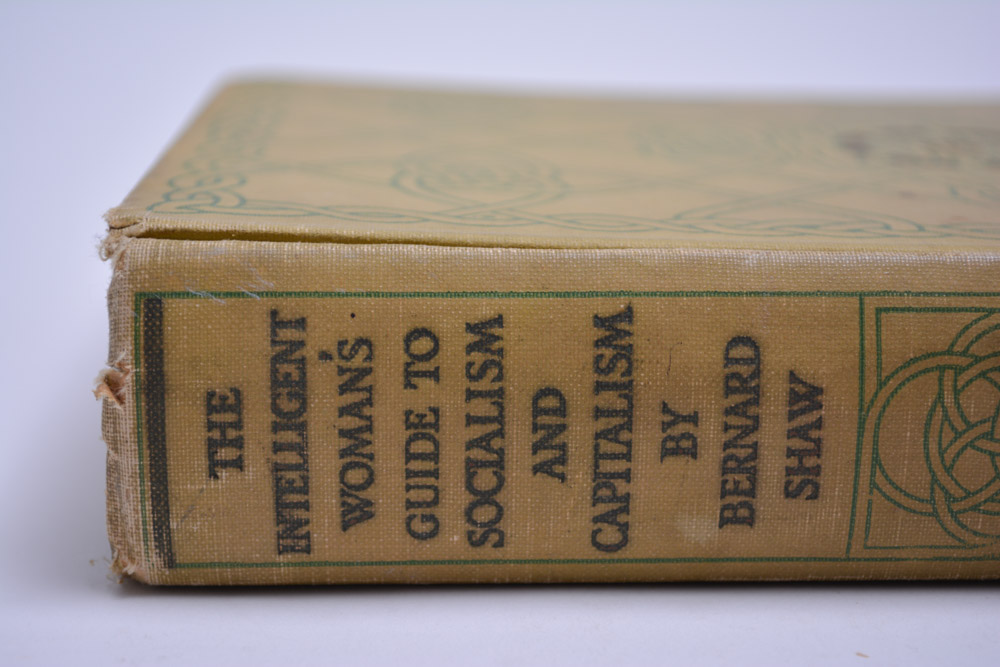 THE
INTELLIGENT
WOMAN'S
GUIDE TO
SOCIALISM
AND
CAPITALISM
BY
BERNARD
SHAW